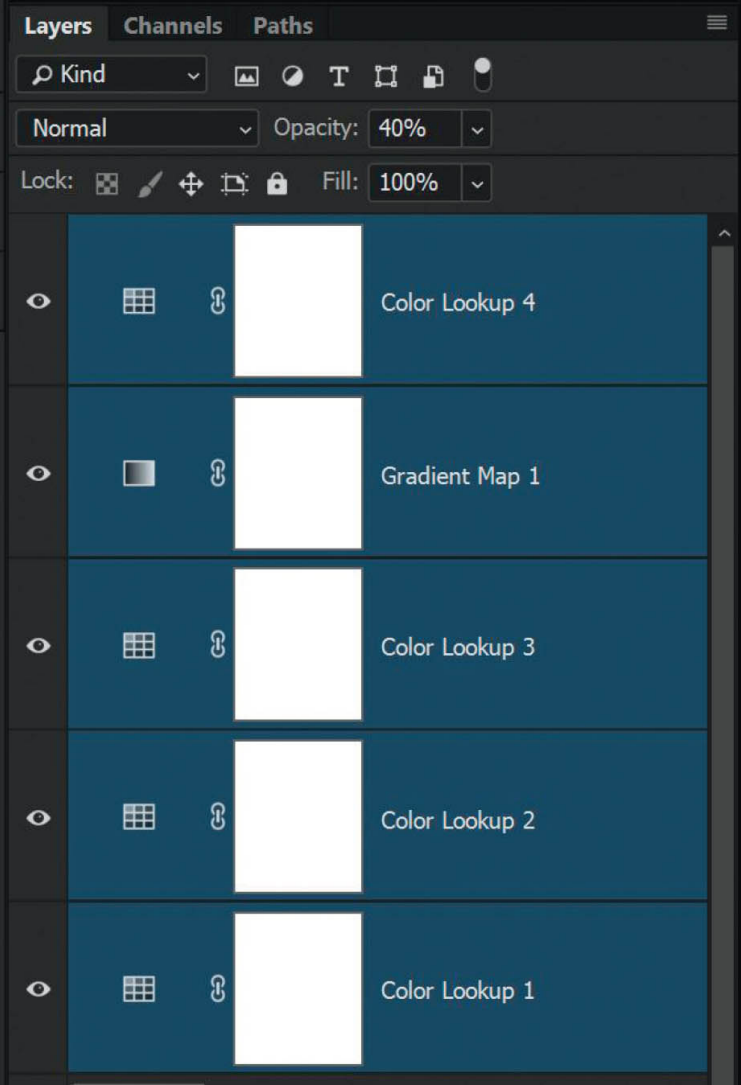 Layers Channels Paths
Kind
Normal Opacity: 40%
Lock: Fill: 100%
Color Lookup 4
Gradient Map 1
Color Lookup 3
Color Lookup 2
Color Lookup 1